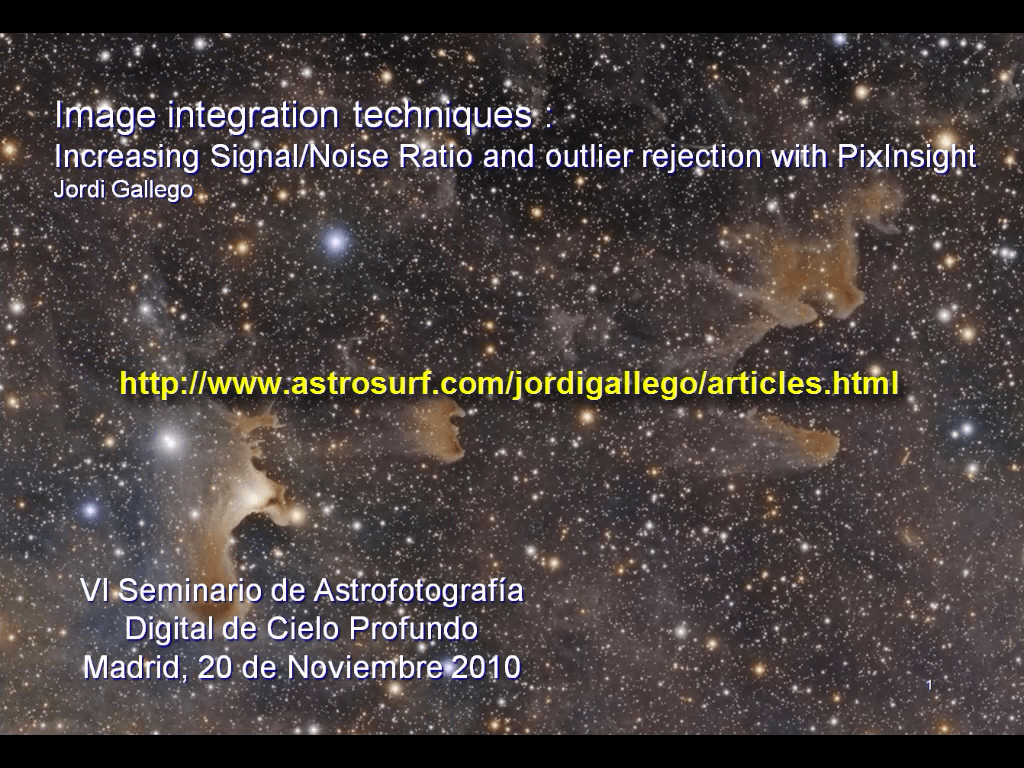 Image integration techniques :
Increasing Signal/Noise Ratio and outlier rejection with PixInsight
Jordi Gallego
http://www.astrosurf.com/jordigallego/articles.html
VI Seminario de Astrofotografía
Digital de Cielo Profundo
Madrid, 20 de Noviembre 2010
1